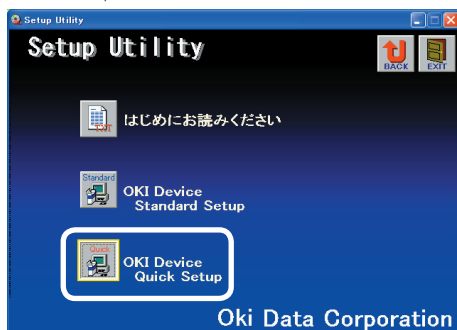 Setup Utility
Setup Utility
BACK
EXIT
TEXT
はじめにお読みください
Standard
OKI Device
Standard Setup
Quick
OKI Device
Quick Setup
Oki Data Corporation